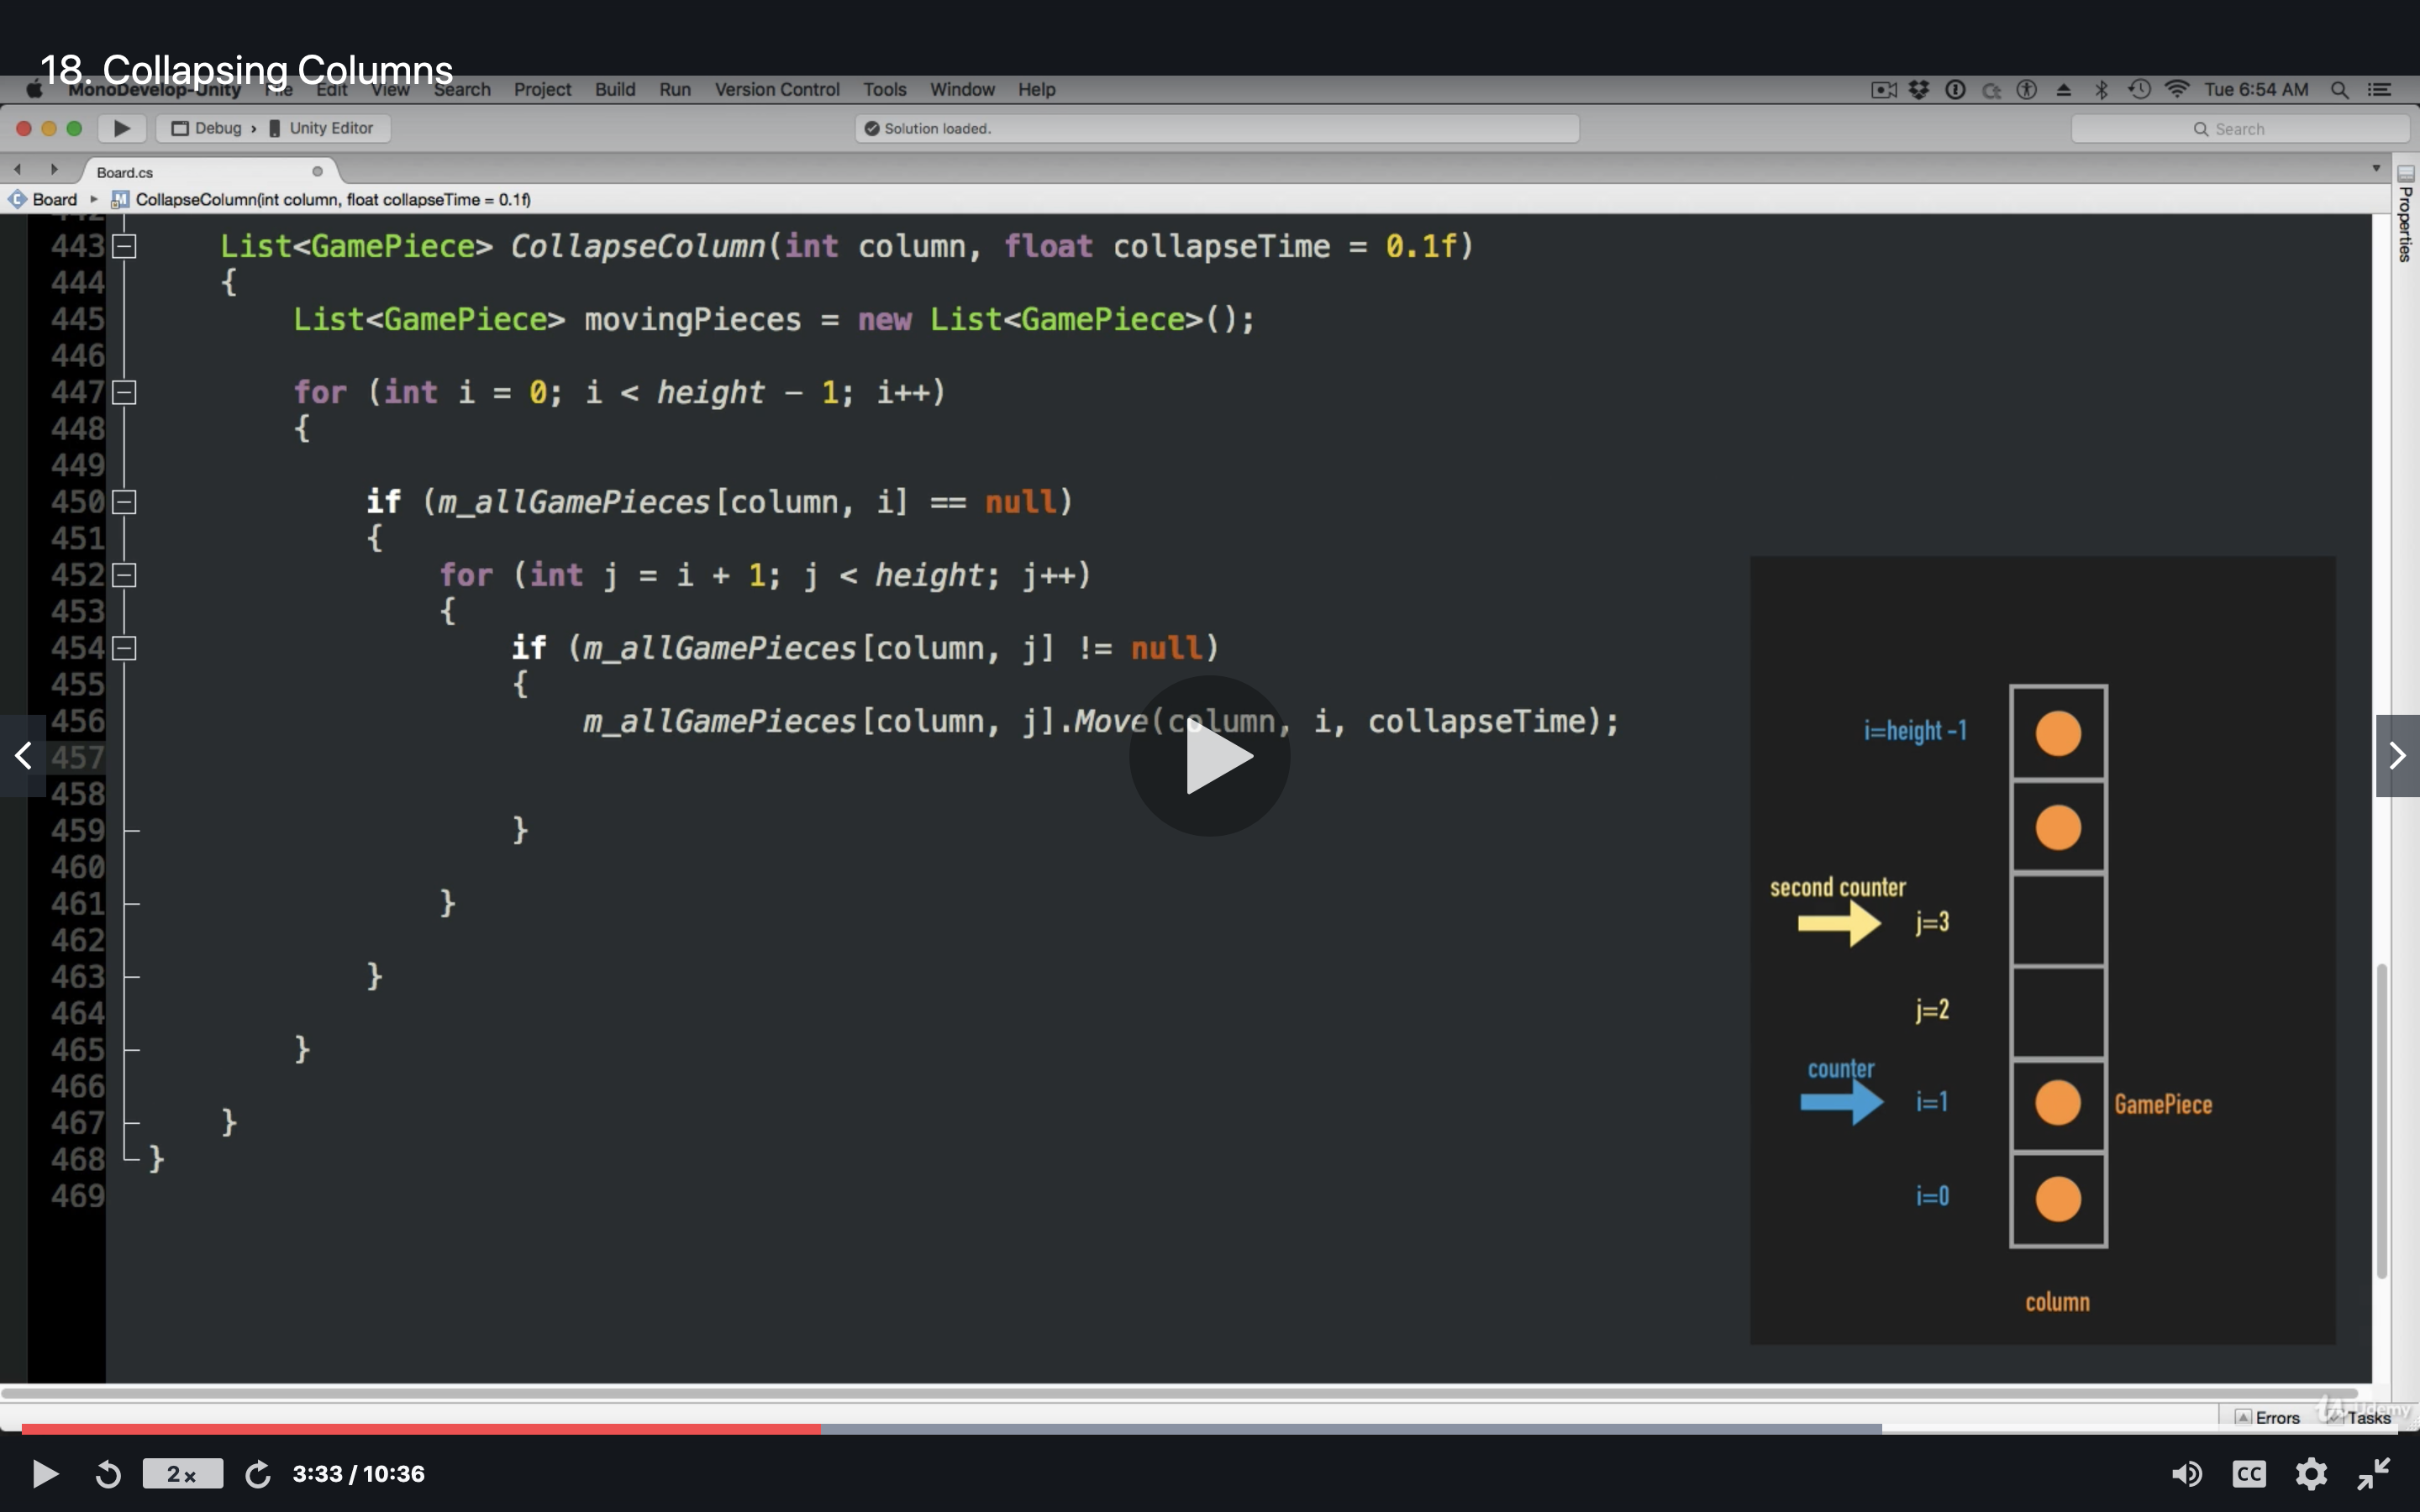 18. Collapsing Columns
MonoDevelop-Unity File Edit View Search Project Build Run Version Control Tools Window Help Tue 6:54 AM
Debug › Unity Editor Solution loaded. Search
Board.cs
Board ▸ CollapseColumn(int column, float collapseTime = 0.1f)
Properties
442
443 List<GamePiece> CollapseColumn(int column, float collapseTime = 0.1f)
444 {
445 List<GamePiece> movingPieces = new List<GamePiece>();
446
447 for (int i = 0; i < height - 1; i++)
448 {
449
450 if (m_allGamePieces[column, i] == null)
451 {
452 for (int j = i + 1; j < height; j++)
453 {
454 if (m_allGamePieces[column, j] != null)
455 {
456 m_allGamePieces[column, j].Move(column, i, collapseTime);
457
458
459 }
460
461 }
462
463 }
464
465 }
466
467 }
468 }
469
i=height -1
second counter
j=3
j=2
counter
i=1 GamePiece
i=0
column
Errors Tasks
Udemy
2x 3:33 / 10:36 CC